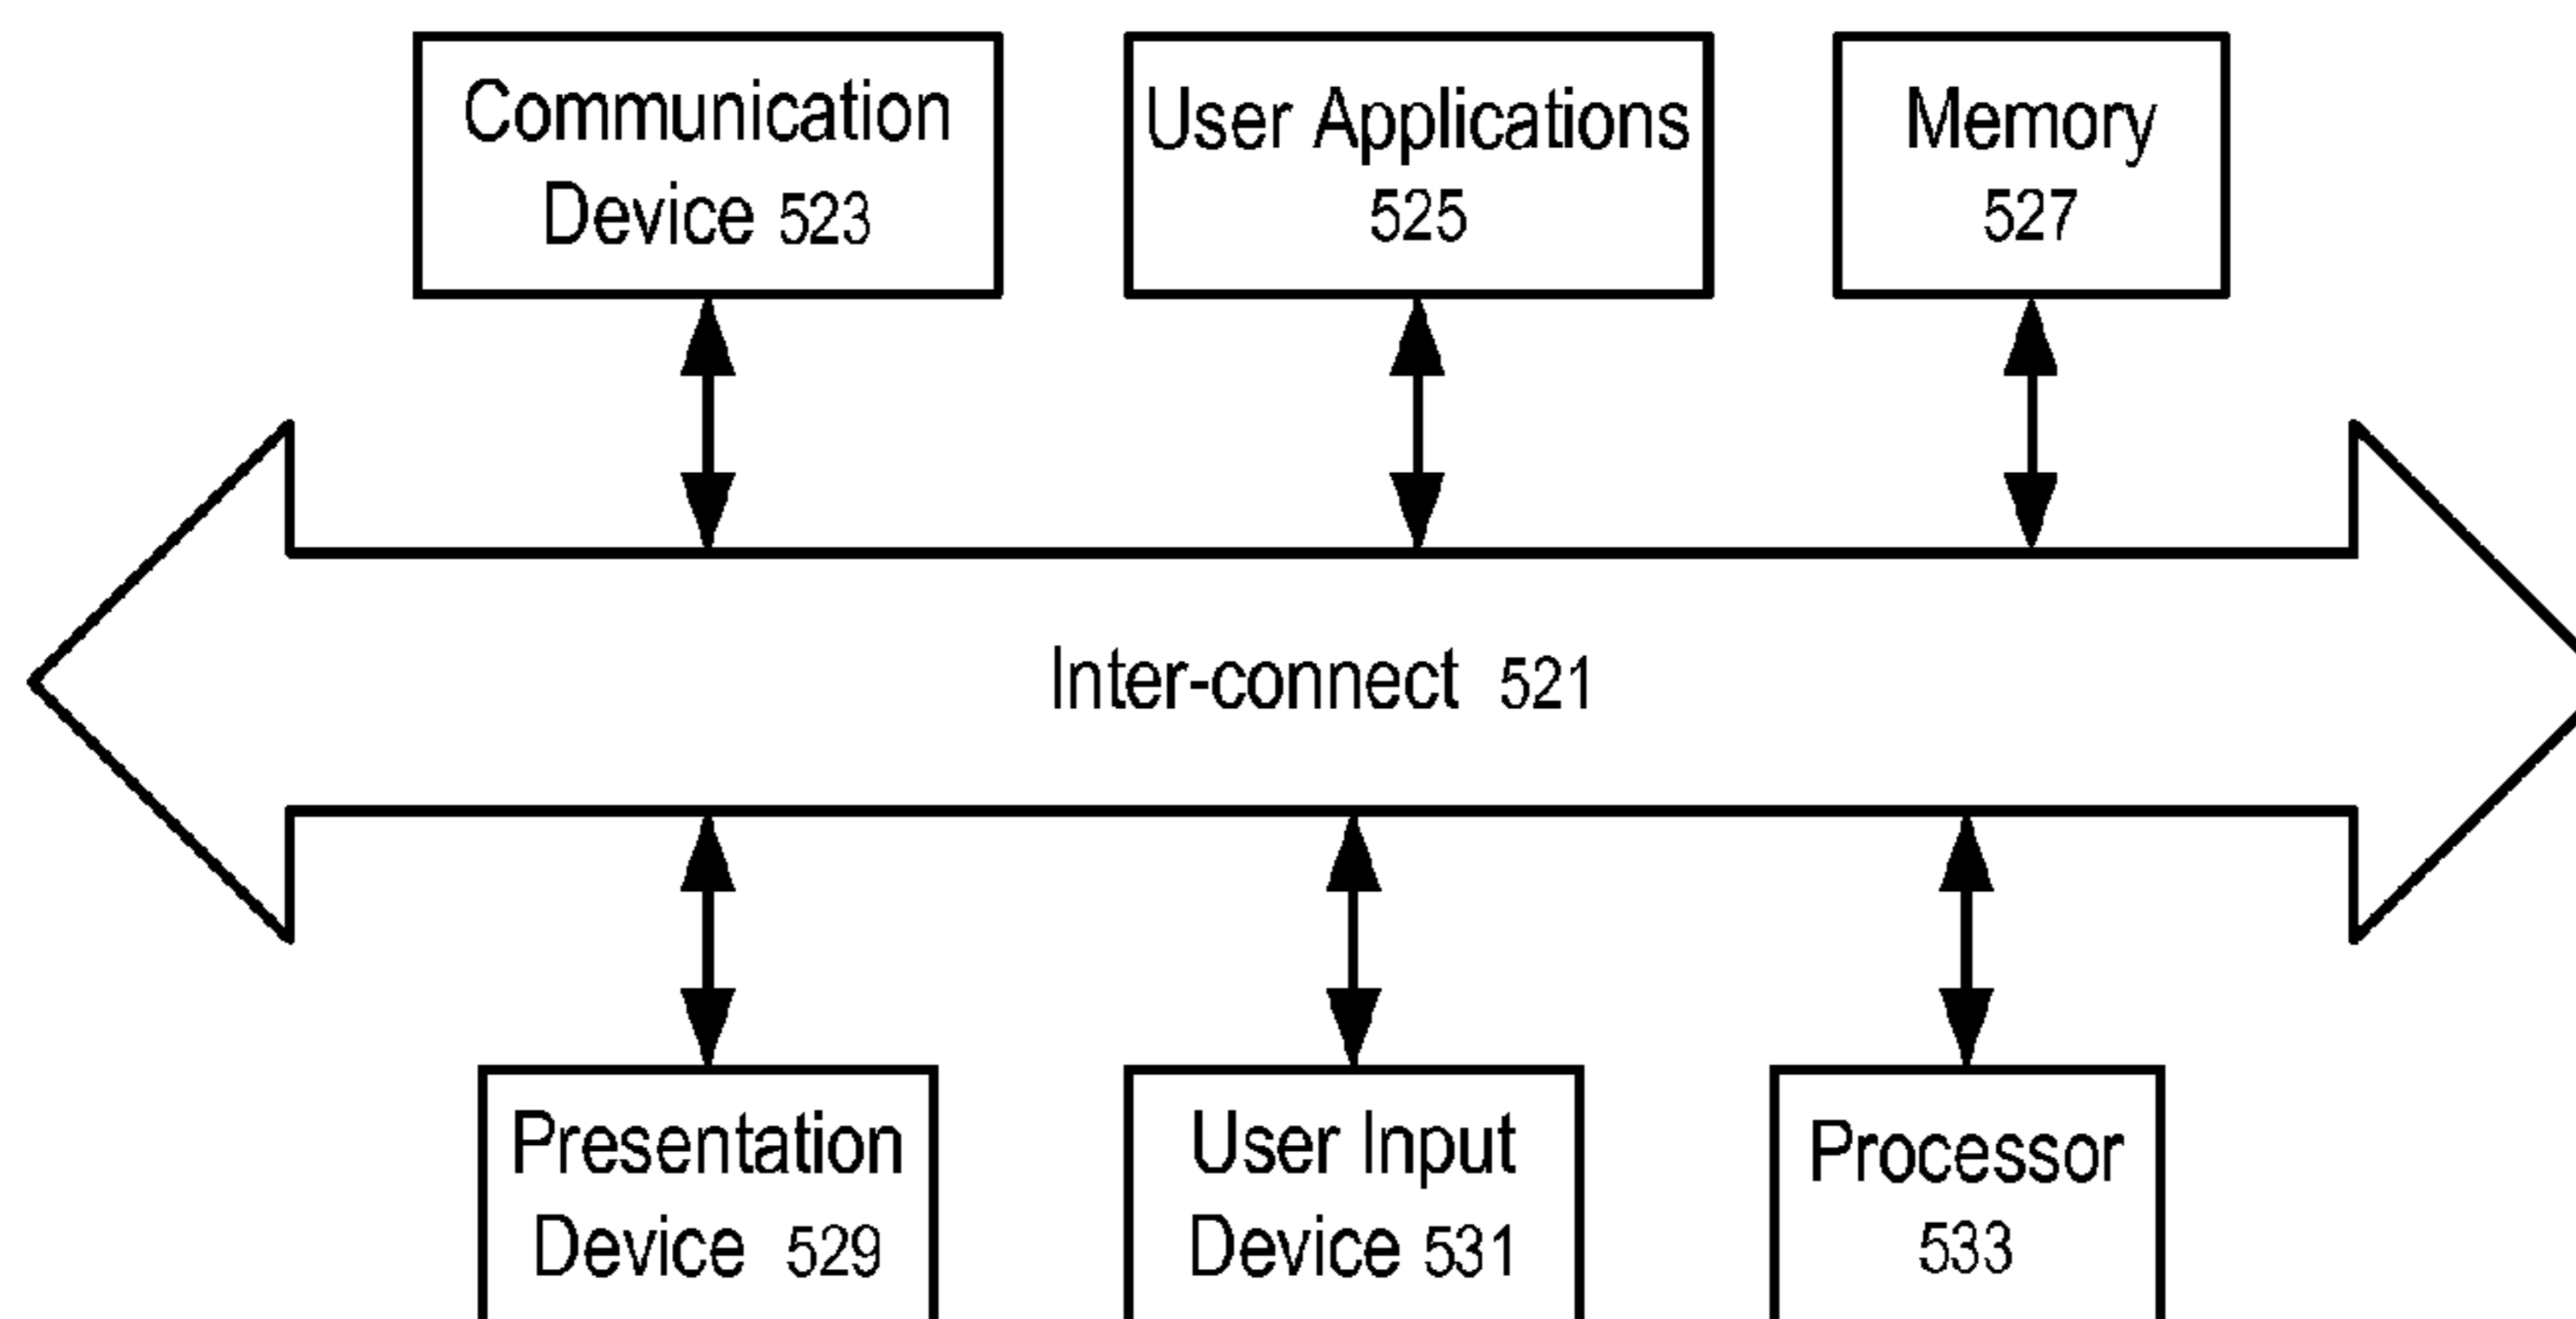 Communication
Device 523
User Applications
525
Memory
527
Inter-connect 521
Presentation
Device 529
User Input
Device 531
Processor
533